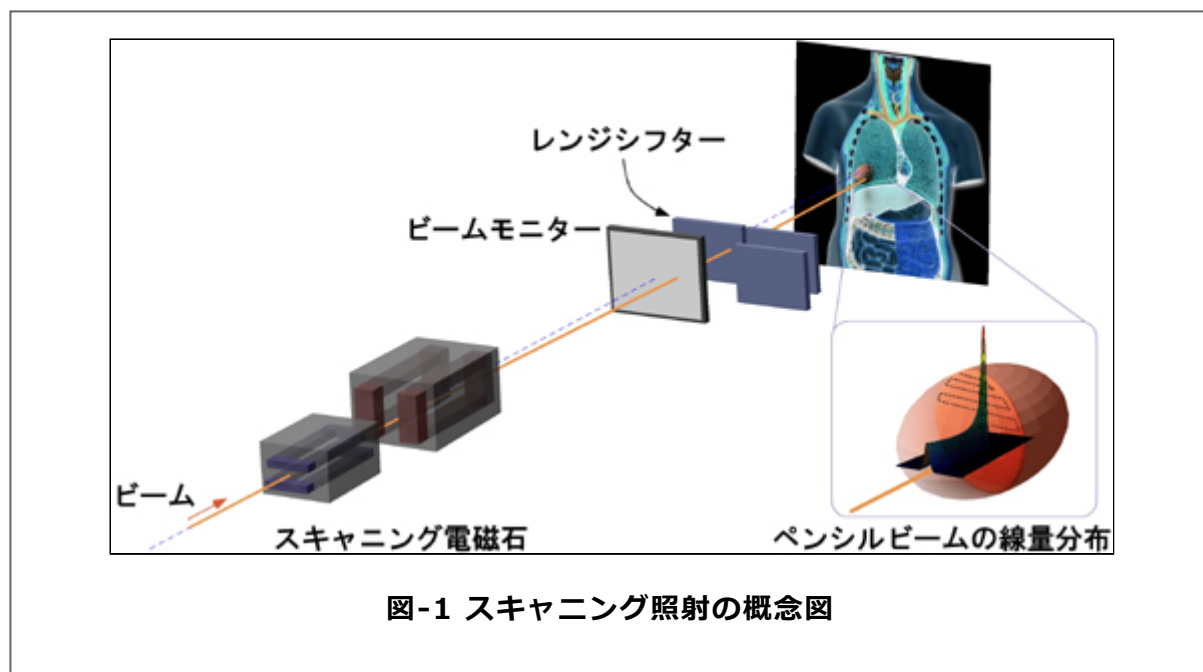 レンジシフター
ビームモニター
ビーム
スキャニング電磁石
ペンシルビームの線量分布
図-1 スキャニング照射の概念図